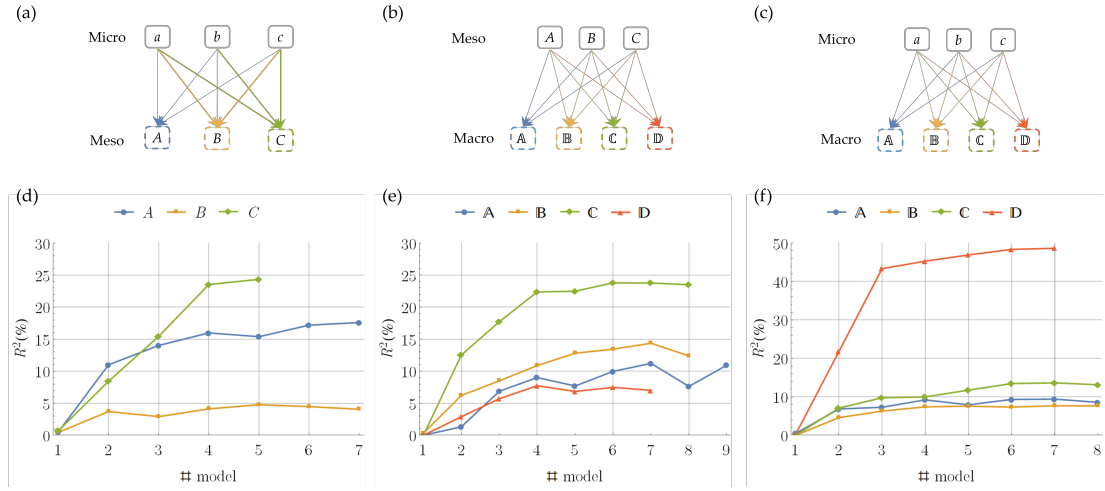 (a)
Micro a b c
Meso A B C
(b)
Meso A B C
Macro 𝔸 𝔹 ℂ 𝔻
(c)
Micro a b c
Macro 𝔸 𝔹 ℂ 𝔻
(d)
A B C
30
25
20
15
10
5
0
R²(%)
1 2 3 4 5 6 7
# model
(e)
𝔸 𝔹 ℂ 𝔻
30
25
20
15
10
5
0
R²(%)
1 2 3 4 5 6 7 8 9
# model
(f)
𝔸 𝔹 ℂ 𝔻
50
40
30
20
10
0
R²(%)
1 2 3 4 5 6 7 8
# model